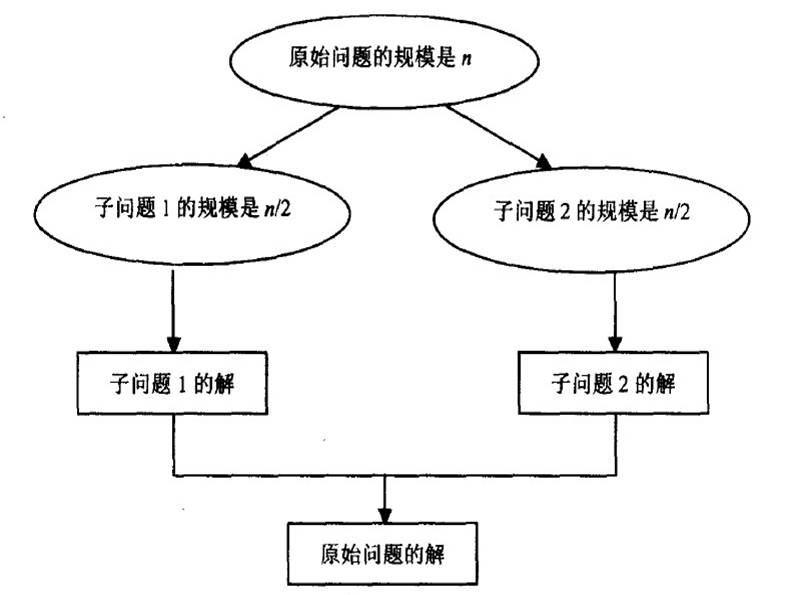 原始问题的规模是 n
子问题 1 的规模是 n/2
子问题 2 的规模是 n/2
子问题 1 的解
子问题 2 的解
原始问题的解